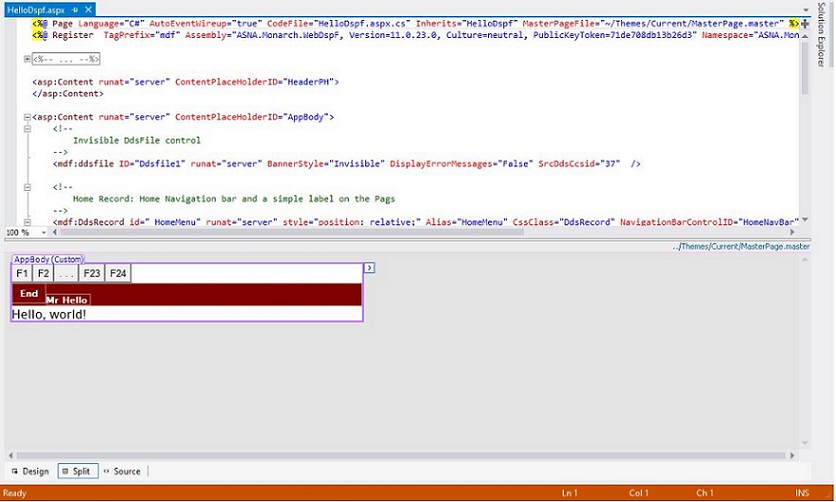 HelloDspf.aspx
Solution Explorer
<%@ Page Language="C#" AutoEventWireup="true" CodeFile="HelloDspf.aspx.cs" Inherits="HelloDspf" MasterPageFile="~/Themes/Current/MasterPage.master" %>
<%@ Register TagPrefix="mdf" Assembly="ASNA.Monarch.WebDspF, Version=11.0.23.0, Culture=neutral, PublicKeyToken=71de708db13b26d3" Namespace="ASNA.Mon
<%-- ... --%>
<asp:Content runat="server" ContentPlaceHolderID="HeaderPH">
</asp:Content>
<asp:Content runat="server" ContentPlaceHolderID="AppBody">
<!--
Invisible DdsFile control
-->
<mdf:ddsfile ID="Ddsfile1" runat="server" BannerStyle="Invisible" DisplayErrorMessages="False" SrcDdsCcsid="37" />
<!--
Home Record: Home Navigation bar and a simple label on the Pags
-->
<mdf:DdsRecord id=" HomeMenu" runat="server" style="position: relative;" Alias="HomeMenu" CssClass="DdsRecord" NavigationBarControlID="HomeNavBar"
100 %
../Themes/Current/MasterPage.master
AppBody (Custom)
F1 F2 ... F23 F24
End Mr Hello
Hello, world!
Design Split Source
Ready Ln 1 Col 1 Ch 1 INS